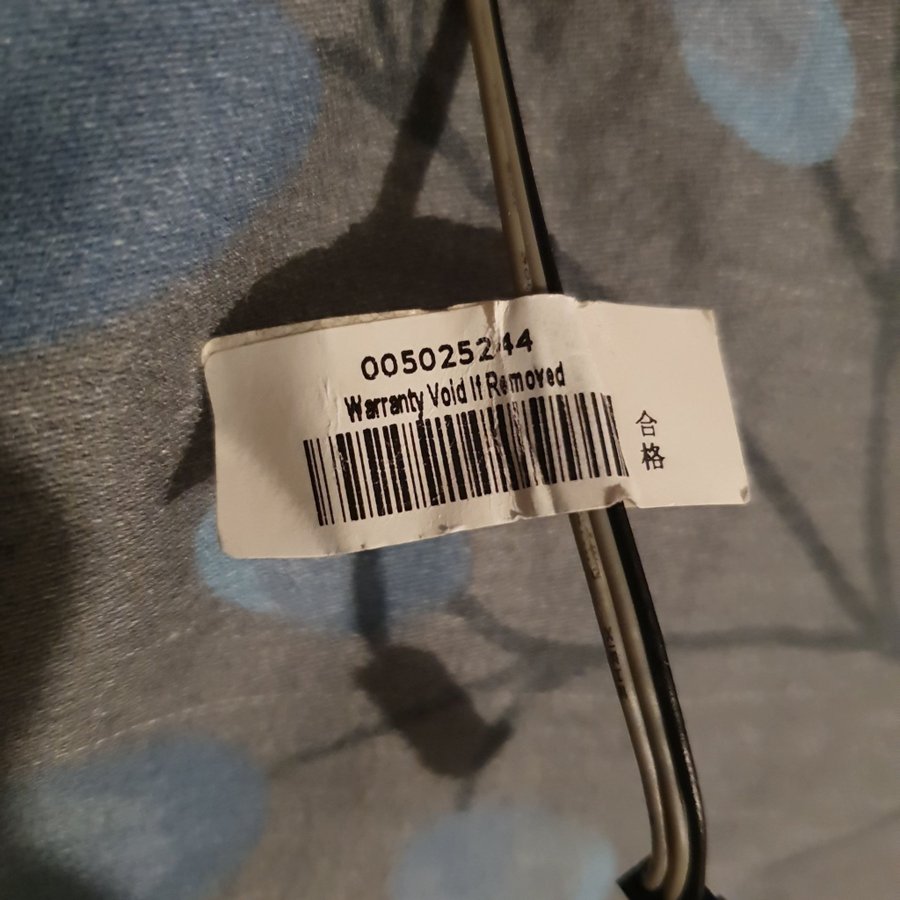 005025244
Warranty Void If Removed
合格